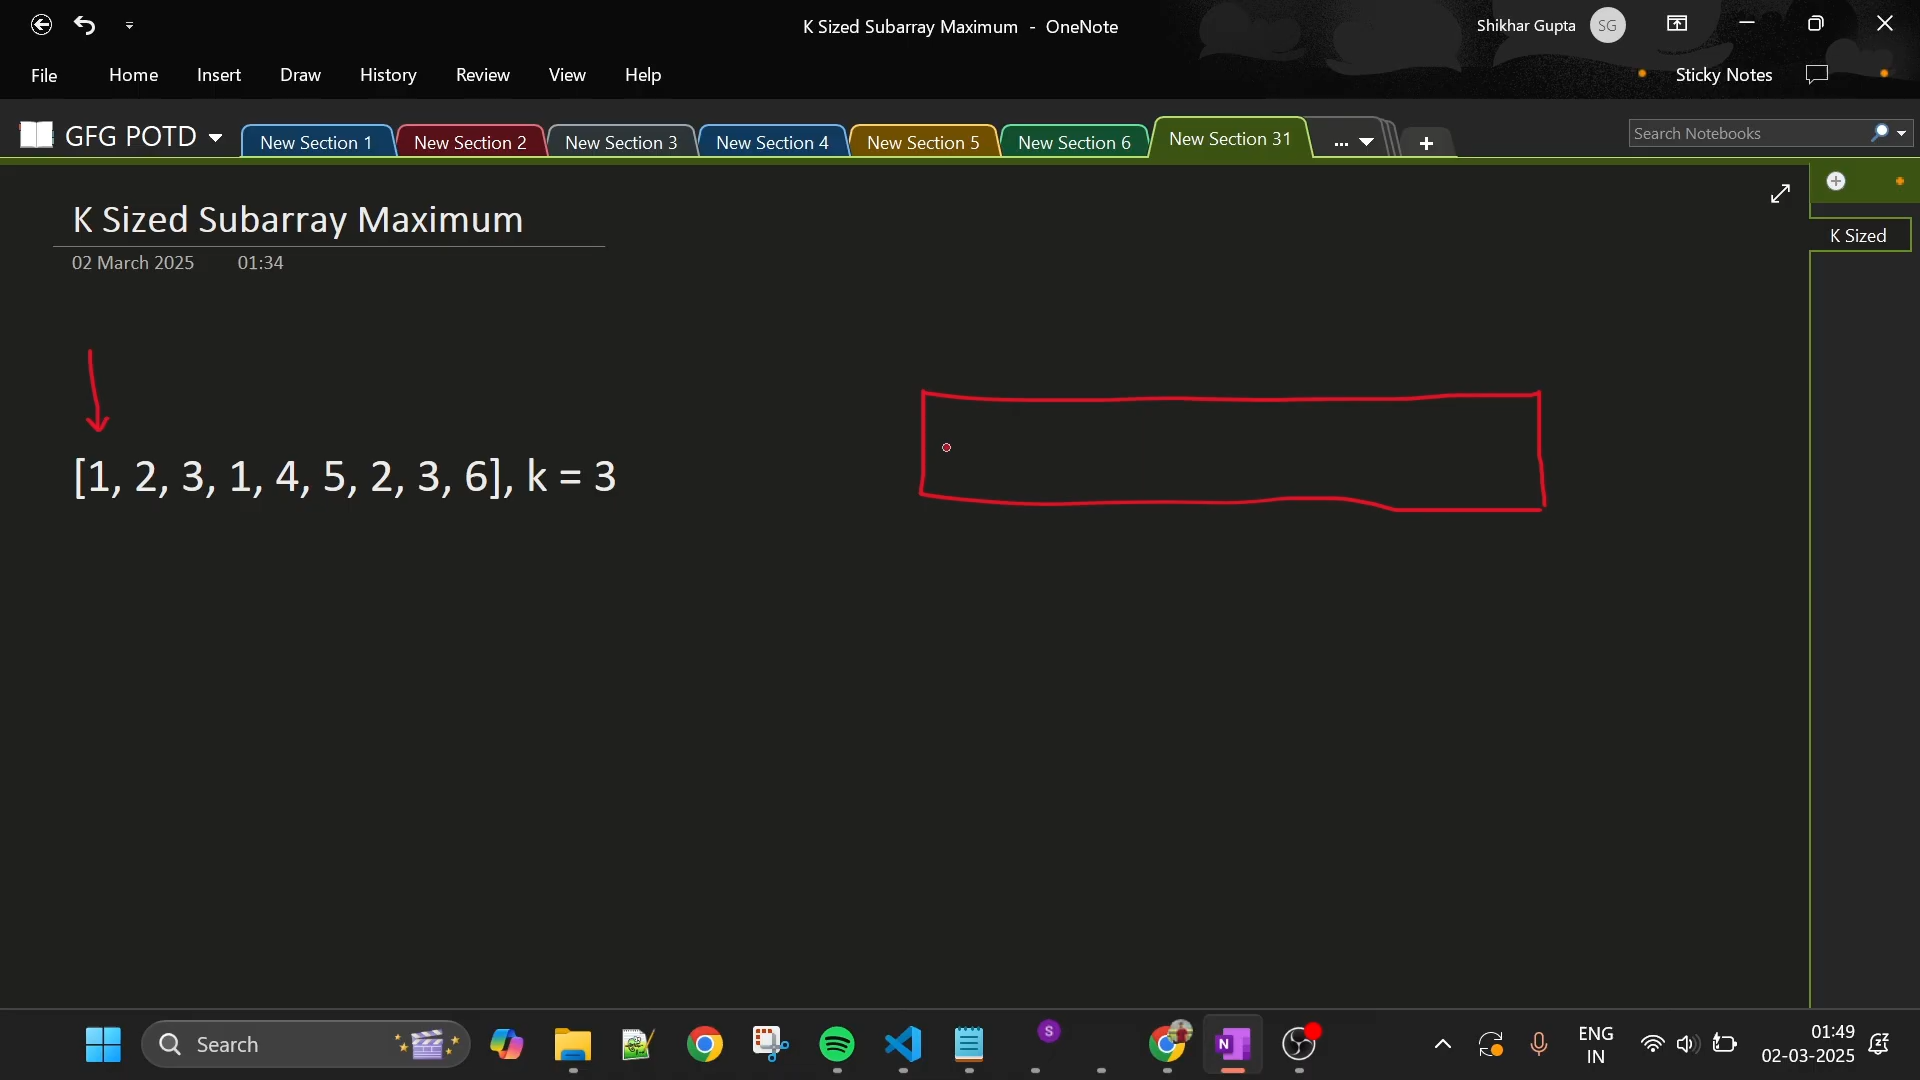 K Sized Subarray Maximum - OneNote
Shikhar Gupta
SG
File Home Insert Draw History Review View Help
Sticky Notes
GFG POTD
New Section 1
New Section 2
New Section 3
New Section 4
New Section 5
New Section 6
New Section 31
...
Search Notebooks
K Sized Subarray Maximum
K Sized
02 March 2025 01:34
[1, 2, 3, 1, 4, 5, 2, 3, 6], k = 3
Search
S
N
ENG
IN
01:49
02-03-2025